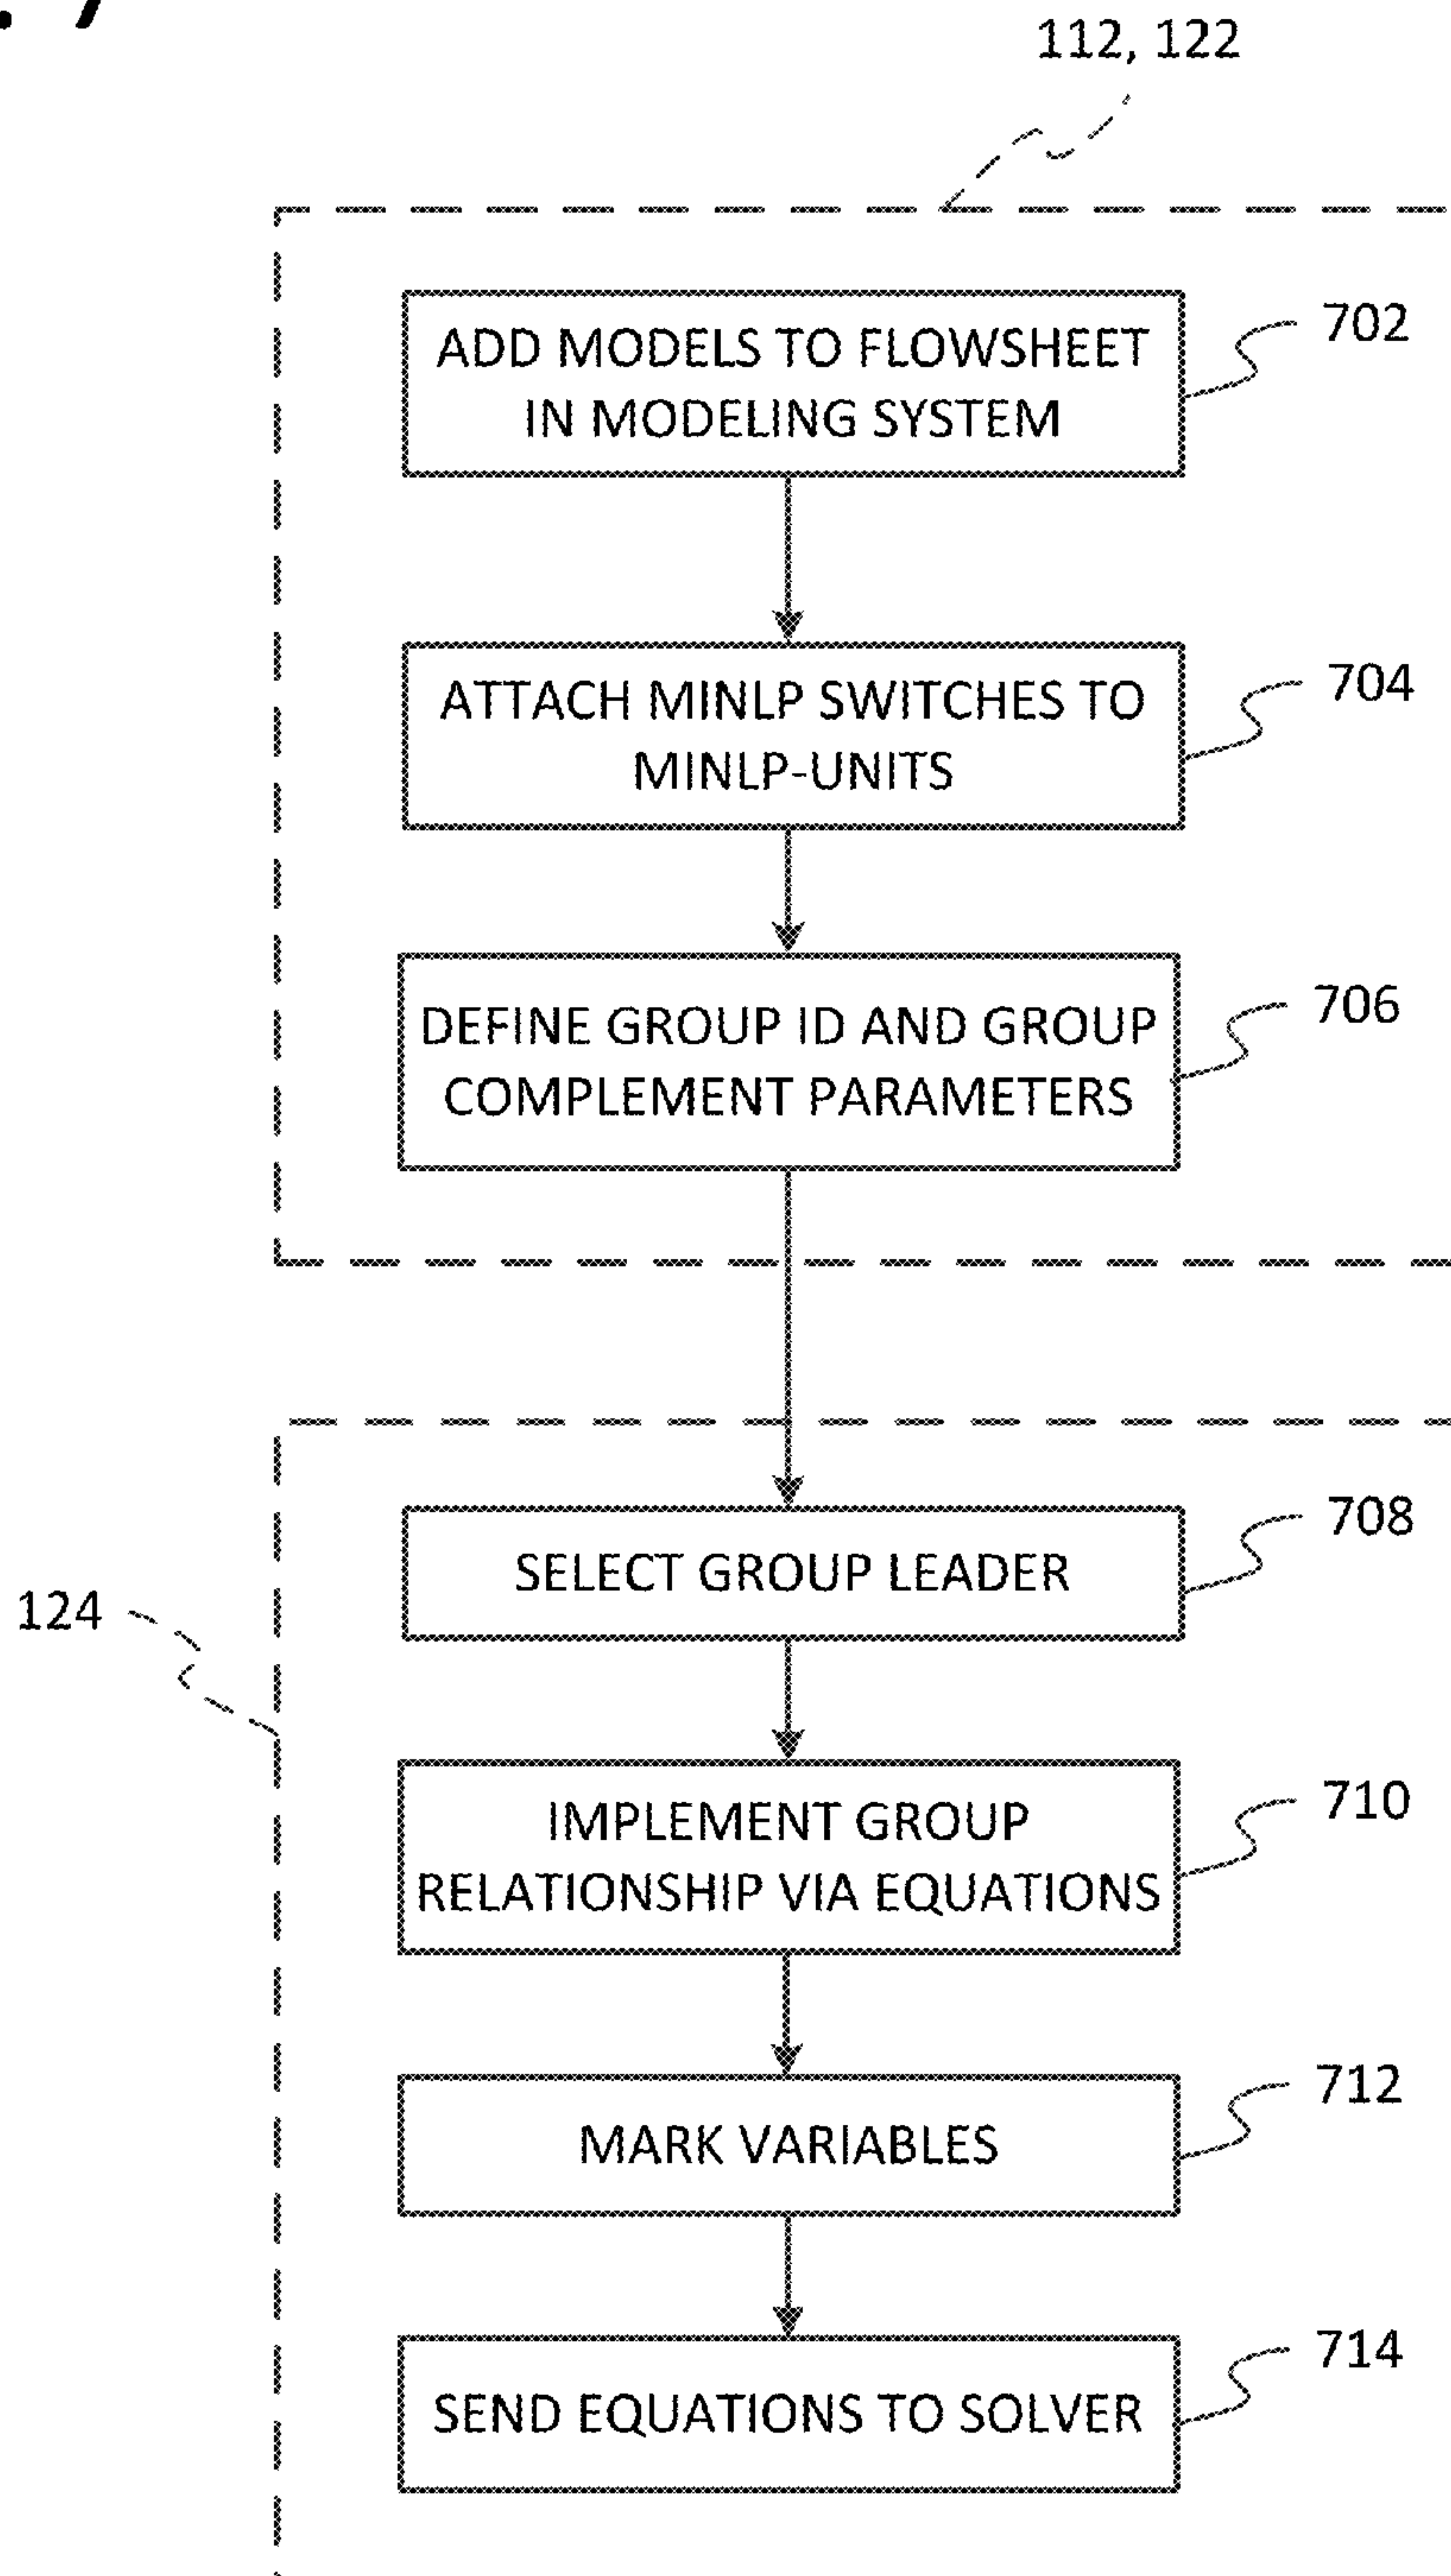 . 7
112, 122
ADD MODELS TO FLOWSHEET
IN MODELING SYSTEM
702
ATTACH MINLP SWITCHES TO
MINLP-UNITS
704
DEFINE GROUP ID AND GROUP
COMPLEMENT PARAMETERS
706
SELECT GROUP LEADER
708
124
IMPLEMENT GROUP
RELATIONSHIP VIA EQUATIONS
710
MARK VARIABLES
712
SEND EQUATIONS TO SOLVER
714